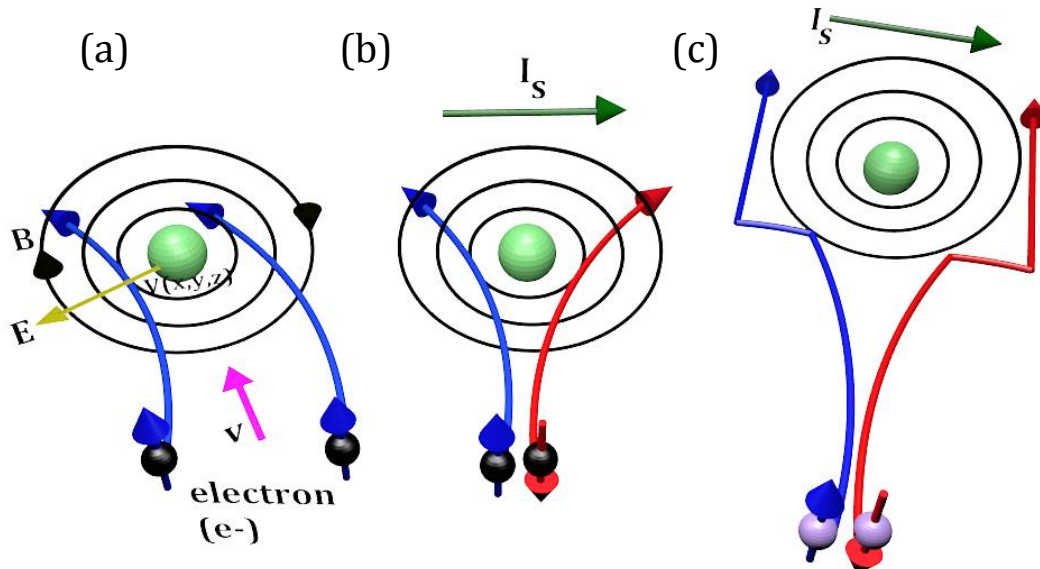 (a)
B
E
V(x,y,z)
v
electron
(e-)
(b)
I_s
(c)
I_s